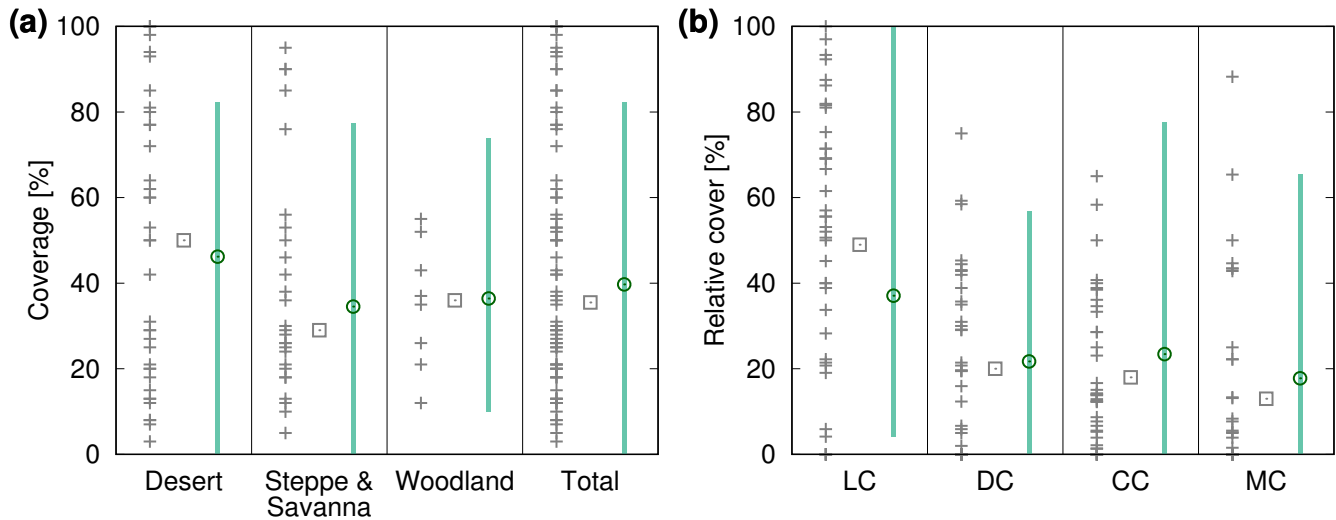 (a)
Coverage [%]
100
80
60
40
20
0
Desert
Steppe &
Savanna
Woodland
Total
(b)
Relative cover [%]
100
80
60
40
20
0
LC
DC
CC
MC